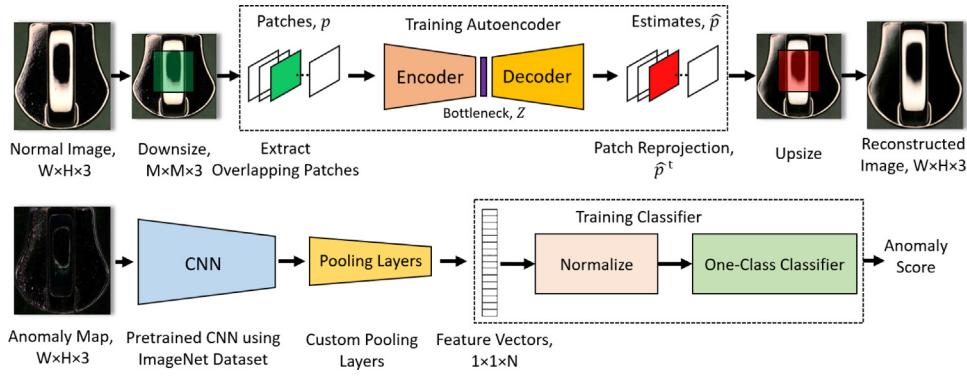 Patches, p
Training Autoencoder
Estimates, p̂
Encoder
Decoder
Bottleneck, Z
Normal Image,
W×H×3
Downsize,
M×M×3
Extract
Overlapping Patches
Patch Reprojection,
p̂ᵗ
Upsize
Reconstructed
Image, W×H×3
Training Classifier
CNN
Pooling Layers
Normalize
One-Class Classifier
Anomaly
Score
Anomaly Map,
W×H×3
Pretrained CNN using
ImageNet Dataset
Custom Pooling
Layers
Feature Vectors,
1×1×N